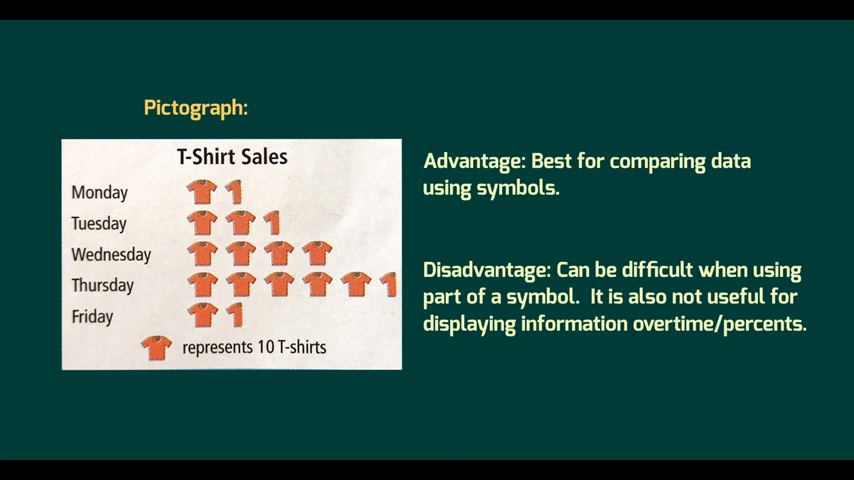 Pictograph:
T-Shirt Sales
Monday
Tuesday
Wednesday
Thursday
Friday
represents 10 T-shirts
Advantage: Best for comparing data
using symbols.
Disadvantage: Can be difficult when using
part of a symbol.  It is also not useful for
displaying information overtime/percents.